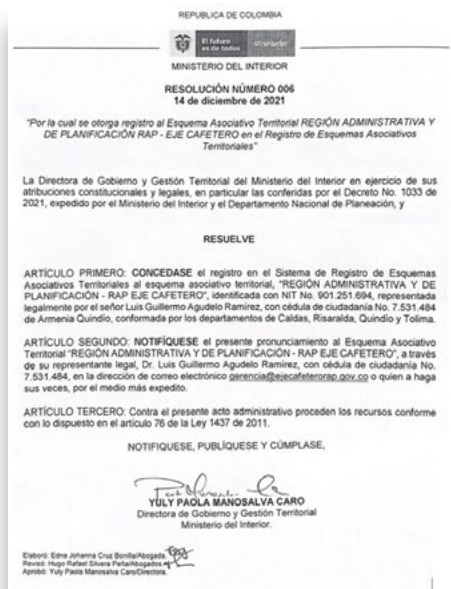 REPUBLICA DE COLOMBIA
El futuro
es de todos
Mininterior
MINISTERIO DEL INTERIOR
RESOLUCIÓN NÚMERO 006
14 de diciembre de 2021
"Por la cual se otorga registro al Esquema Asociativo Territorial REGIÓN ADMINISTRATIVA Y
DE PLANIFICACIÓN RAP - EJE CAFETERO en el Registro de Esquemas Asociativos
Territoriales"
La Directora de Gobierno y Gestión Territorial del Ministerio del Interior en ejercicio de sus
atribuciones constitucionales y legales, en particular las conferidas por el Decreto No. 1033 de
2021, expedido por el Ministerio del Interior y el Departamento Nacional de Planeación, y
RESUELVE
ARTÍCULO PRIMERO: CONCEDASE el registro en el Sistema de Registro de Esquemas
Asociativos Territoriales al esquema asociativo territorial, "REGIÓN ADMINISTRATIVA Y DE
PLANIFICACIÓN - RAP EJE CAFETERO", identificada con NIT No. 901.251.694, representada
legalmente por el señor Luis Guillermo Agudelo Ramírez, con cédula de ciudadanía No. 7.531.484
de Armenia Quindío, conformada por los departamentos de Caldas, Risaralda, Quindío y Tolima.
ARTÍCULO SEGUNDO: NOTIFÍQUESE el presente pronunciamiento al Esquema Asociativo
Territorial "REGIÓN ADMINISTRATIVA Y DE PLANIFICACIÓN - RAP EJE CAFETERO", a través
de su representante legal, Dr. Luis Guillermo Agudelo Ramírez, con cédula de ciudadanía No.
7.531.484, en la dirección de correo electrónico gerencia@ejecafeterorap.gov.co o quien a haga
sus veces, por el medio más expedito.
ARTÍCULO TERCERO: Contra el presente acto administrativo proceden los recursos conforme
con lo dispuesto en el artículo 76 de la Ley 1437 de 2011.
NOTIFIQUESE, PUBLÍQUESE Y CÚMPLASE,
YULY PAOLA MANOSALVA CARO
Directora de Gobierno y Gestión Territorial
Ministerio del Interior.
Elaboró: Edna Johanna Cruz Bonilla/Abogada.
Revisó: Hugo Rafael Silvera Peña/Abogados.
Aprobó: Yuly Paola Manosalva Caro/Directora.